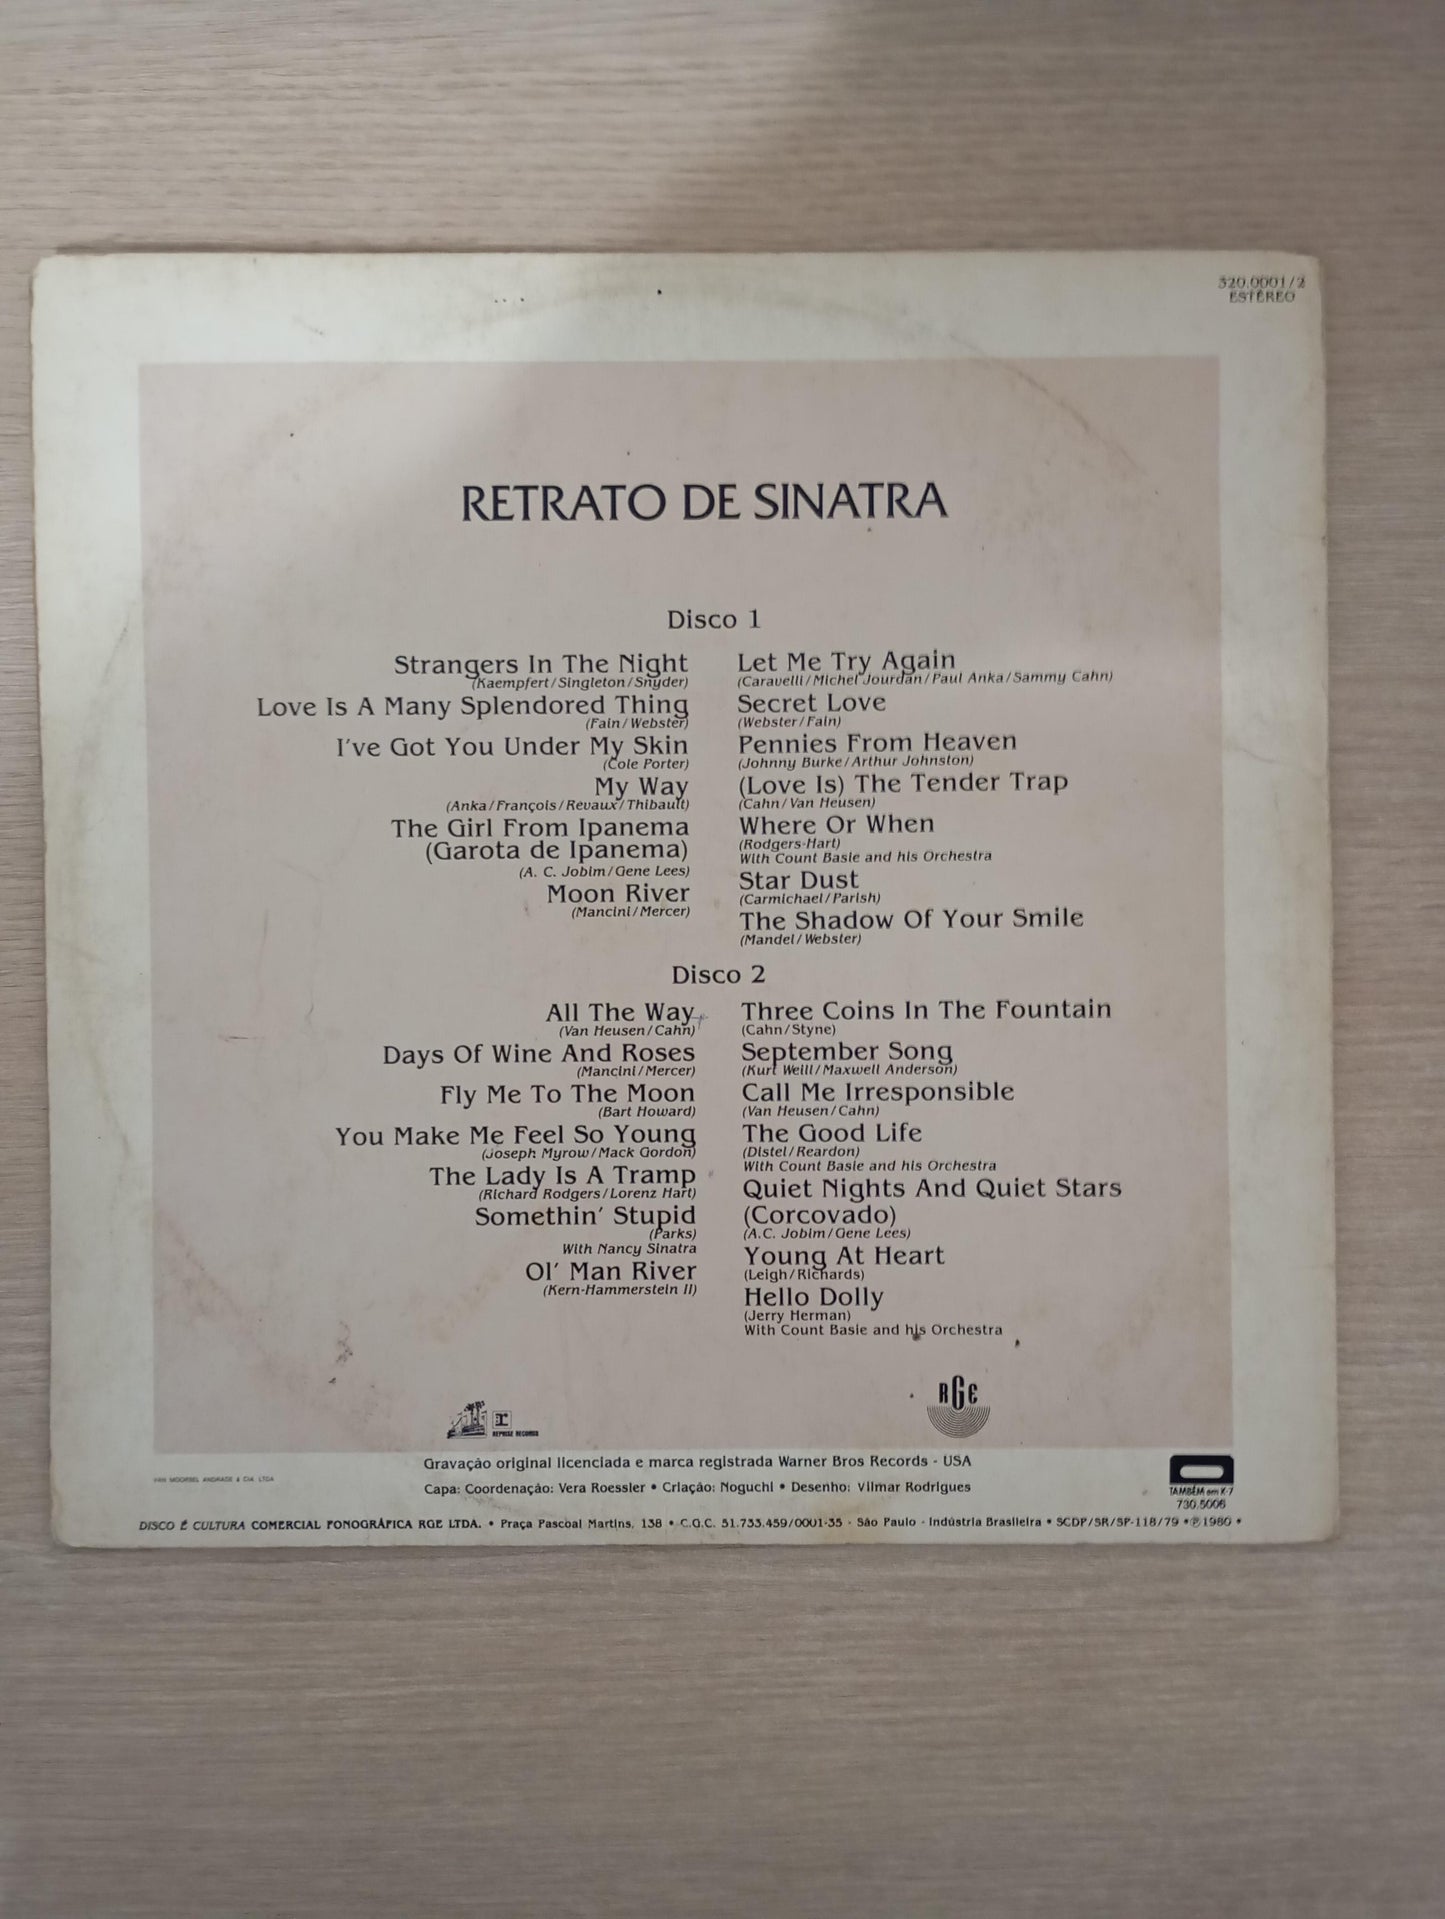 320.0001/2
ESTÉREO
RETRATO DE SINATRA
Disco 1
Strangers In The Night
(Kaempfert/Singleton/Snyder)
Love Is A Many Splendored Thing
(Fain/Webster)
I've Got You Under My Skin
(Cole Porter)
My Way
(Anka/François/Revaux/Thibault)
The Girl From Ipanema
(Garota de Ipanema)
(A. C. Jobim/Gene Lees)
Moon River
(Mancini/Mercer)
Let Me Try Again
(Caravelli/Michel Jourdan/Paul Anka/Sammy Cahn)
Secret Love
(Webster/Fain)
Pennies From Heaven
(Johnny Burke/Arthur Johnston)
(Love Is) The Tender Trap
(Cahn/Van Heusen)
Where Or When
(Rodgers-Hart)
With Count Basie and his Orchestra
Star Dust
(Carmichael/Parish)
The Shadow Of Your Smile
(Mandel/Webster)
Disco 2
All The Way
(Van Heusen/Cahn)
Days Of Wine And Roses
(Mancini/Mercer)
Fly Me To The Moon
(Bart Howard)
You Make Me Feel So Young
(Joseph Myrow/Mack Gordon)
The Lady Is A Tramp
(Richard Rodgers/Lorenz Hart)
Somethin' Stupid
(Parks)
With Nancy Sinatra
Ol' Man River
(Kern-Hammerstein II)
Three Coins In The Fountain
(Cahn/Styne)
September Song
(Kurt Weill/Maxwell Anderson)
Call Me Irresponsible
(Van Heusen/Cahn)
The Good Life
(Distel/Reardon)
With Count Basie and his Orchestra
Quiet Nights And Quiet Stars
(Corcovado)
(A.C. Jobim/Gene Lees)
Young At Heart
(Leigh/Richards)
Hello Dolly
(Jerry Herman)
With Count Basie and his Orchestra
r:
REPRISE RECORDS
RGE
Gravação original licenciada e marca registrada Warner Bros Records - USA
VAN MOORSEL ANDRADE & CIA. LTDA
Capa: Coordenação: Vera Roessler • Criação: Noguchi • Desenho: Vilmar Rodrigues
TAMBÉM em K-7
730.5006
DISCO É CULTURA COMERCIAL FONOGRÁFICA RGE LTDA. • Praça Pascoal Martins, 138 • C.G.C. 51.733.459/0001-35 - São Paulo - Indústria Brasileira • SCDP/SR/SP-118/79 • ℗ 1980 •